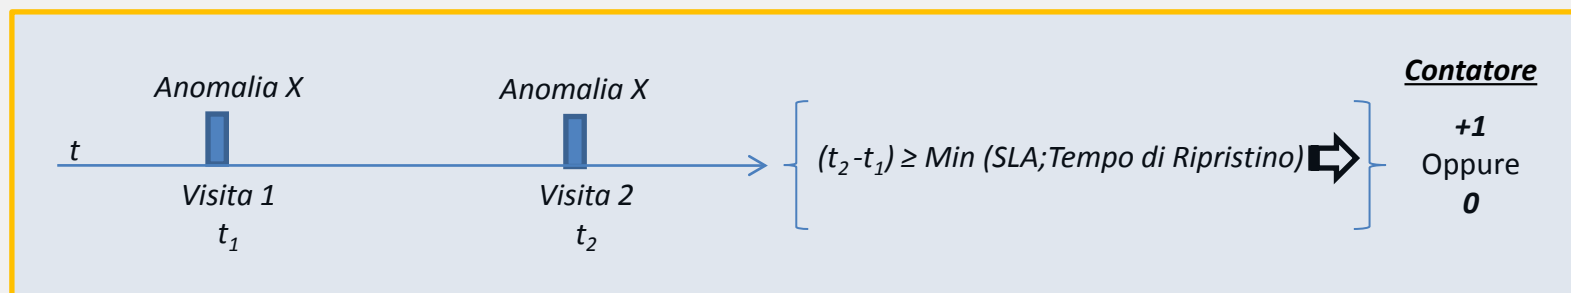 Anomalia X
Anomalia X
t
Visita 1
t1
Visita 2
t2
(t2 -t1) ≥ Min (SLA;Tempo di Ripristino)
Contatore
+1
Oppure
0